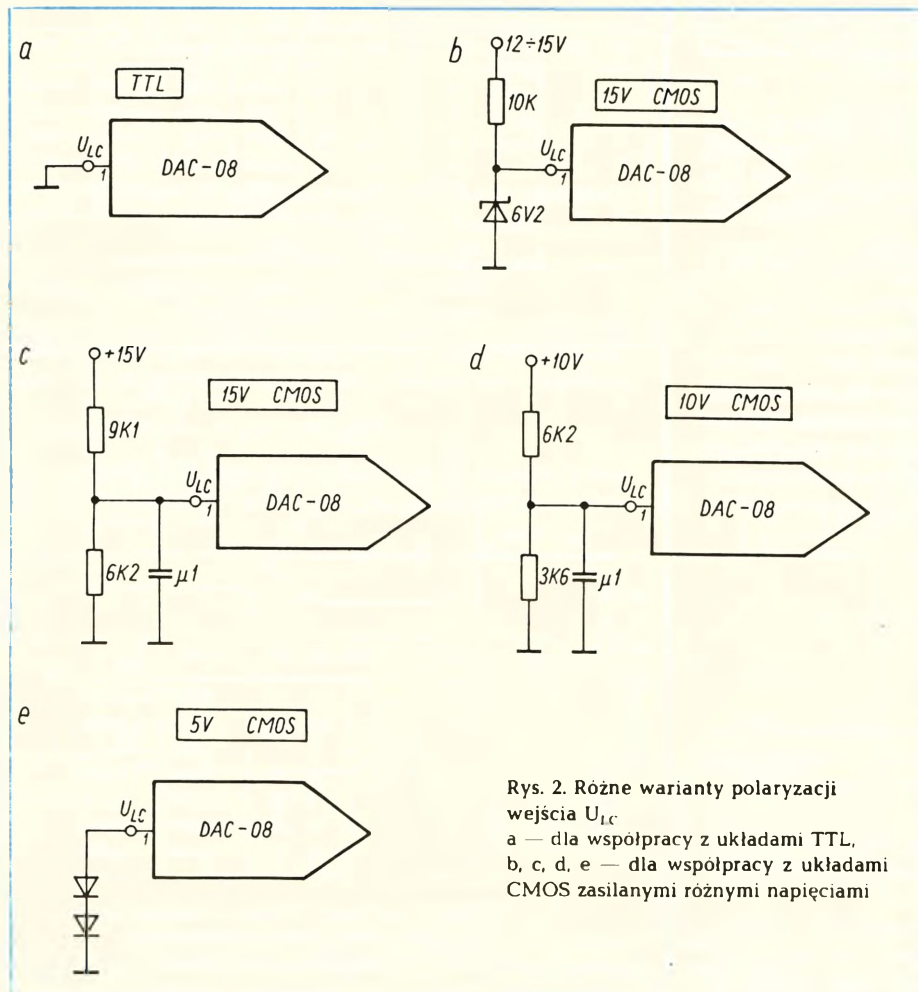 a
TTL
U_LC
1
DAC-08
b
12÷15V
10K
15V CMOS
U_LC
1
DAC-08
6V2
c
+15V
15V CMOS
9K1
U_LC
1
DAC-08
6K2
µ1
d
+10V
10V CMOS
6K2
U_LC
1
DAC-08
3K6
µ1
e
5V CMOS
U_LC
1
DAC-08
Rys. 2. Różne warianty polaryzacji
wejścia U_LC
a — dla współpracy z układami TTL,
b, c, d, e — dla współpracy z układami
CMOS zasilanymi różnymi napięciami